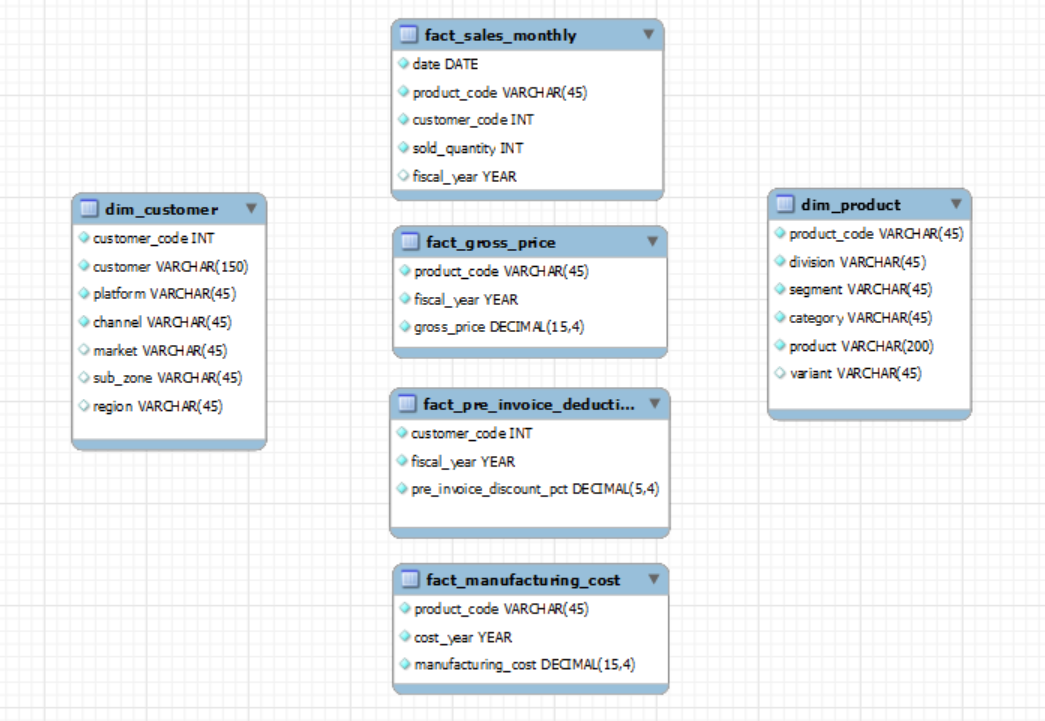 fact_sales_monthly
date DATE
product_code VARCHAR(45)
customer_code INT
sold_quantity INT
fiscal_year YEAR
dim_customer
customer_code INT
customer VARCHAR(150)
platform VARCHAR(45)
channel VARCHAR(45)
market VARCHAR(45)
sub_zone VARCHAR(45)
region VARCHAR(45)
fact_gross_price
product_code VARCHAR(45)
fiscal_year YEAR
gross_price DECIMAL(15,4)
fact_pre_invoice_deducti...
customer_code INT
fiscal_year YEAR
pre_invoice_discount_pct DECIMAL(5,4)
fact_manufacturing_cost
product_code VARCHAR(45)
cost_year YEAR
manufacturing_cost DECIMAL(15,4)
dim_product
product_code VARCHAR(45)
division VARCHAR(45)
segment VARCHAR(45)
category VARCHAR(45)
product VARCHAR(200)
variant VARCHAR(45)